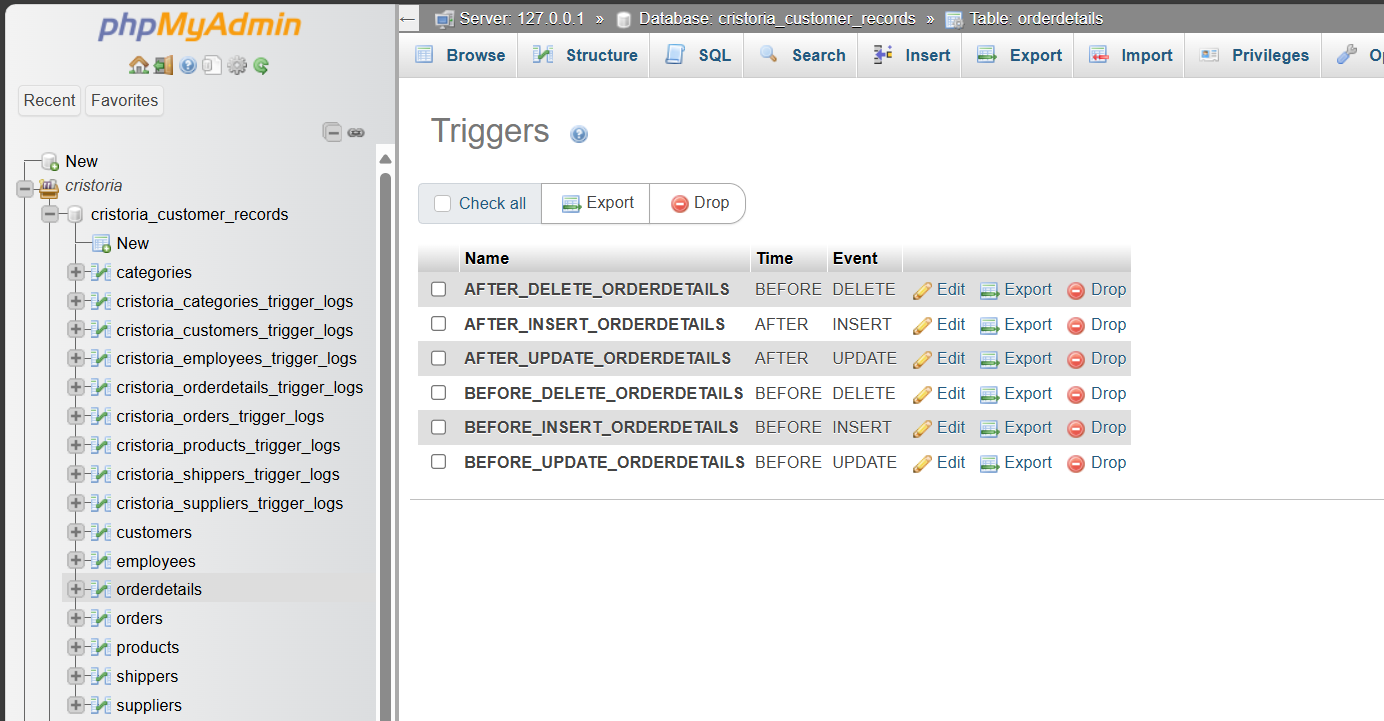 phpMyAdmin
Recent Favorites
New
cristoria
cristoria_customer_records
New
categories
cristoria_categories_trigger_logs
cristoria_customers_trigger_logs
cristoria_employees_trigger_logs
cristoria_orderdetails_trigger_logs
cristoria_orders_trigger_logs
cristoria_products_trigger_logs
cristoria_shippers_trigger_logs
cristoria_suppliers_trigger_logs
customers
employees
orderdetails
orders
products
shippers
suppliers
Server: 127.0.0.1 » Database: cristoria_customer_records » Table: orderdetails
Browse Structure SQL Search Insert Export Import Privileges Op
Triggers
Check all Export Drop
Name Time Event
AFTER_DELETE_ORDERDETAILS BEFORE DELETE Edit Export Drop
AFTER_INSERT_ORDERDETAILS AFTER INSERT Edit Export Drop
AFTER_UPDATE_ORDERDETAILS AFTER UPDATE Edit Export Drop
BEFORE_DELETE_ORDERDETAILS BEFORE DELETE Edit Export Drop
BEFORE_INSERT_ORDERDETAILS BEFORE INSERT Edit Export Drop
BEFORE_UPDATE_ORDERDETAILS BEFORE UPDATE Edit Export Drop